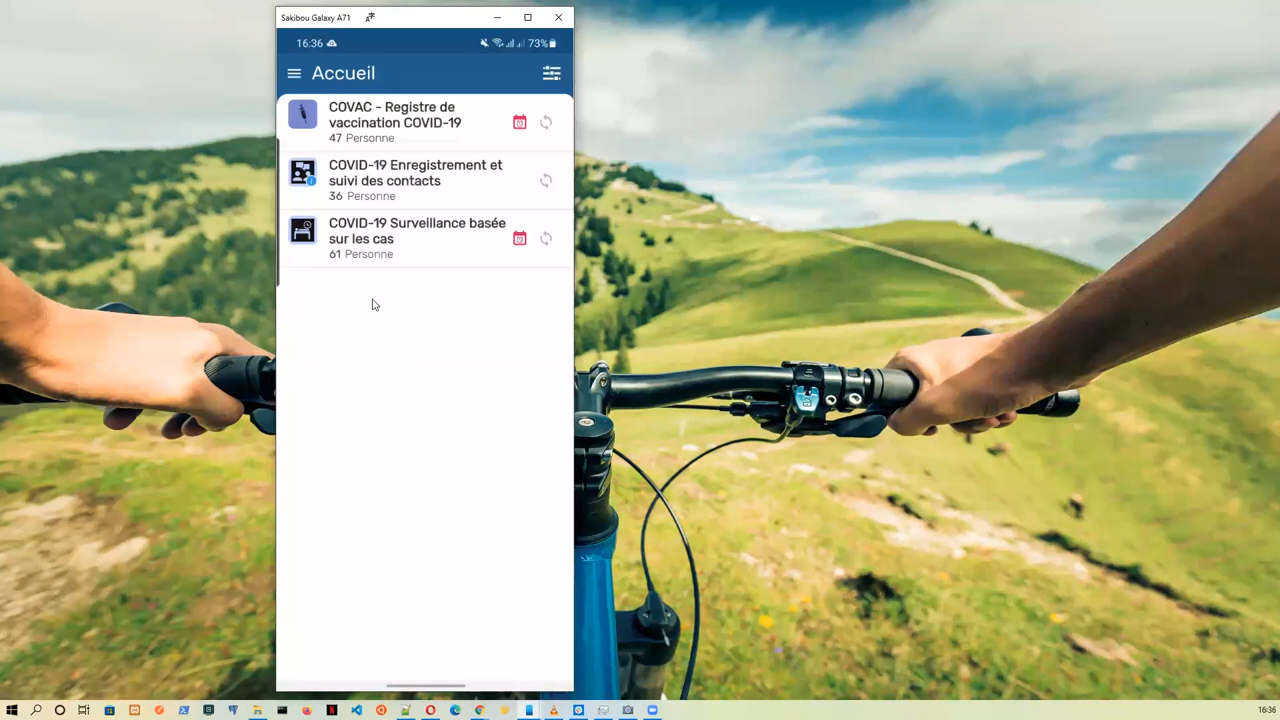 Sakibou Galaxy A71
16:36
73%
Accueil
COVAC - Registre de
vaccination COVID-19
47 Personne
COVID-19 Enregistrement et
suivi des contacts
36 Personne
COVID-19 Surveillance basée
sur les cas
61 Personne
16:36